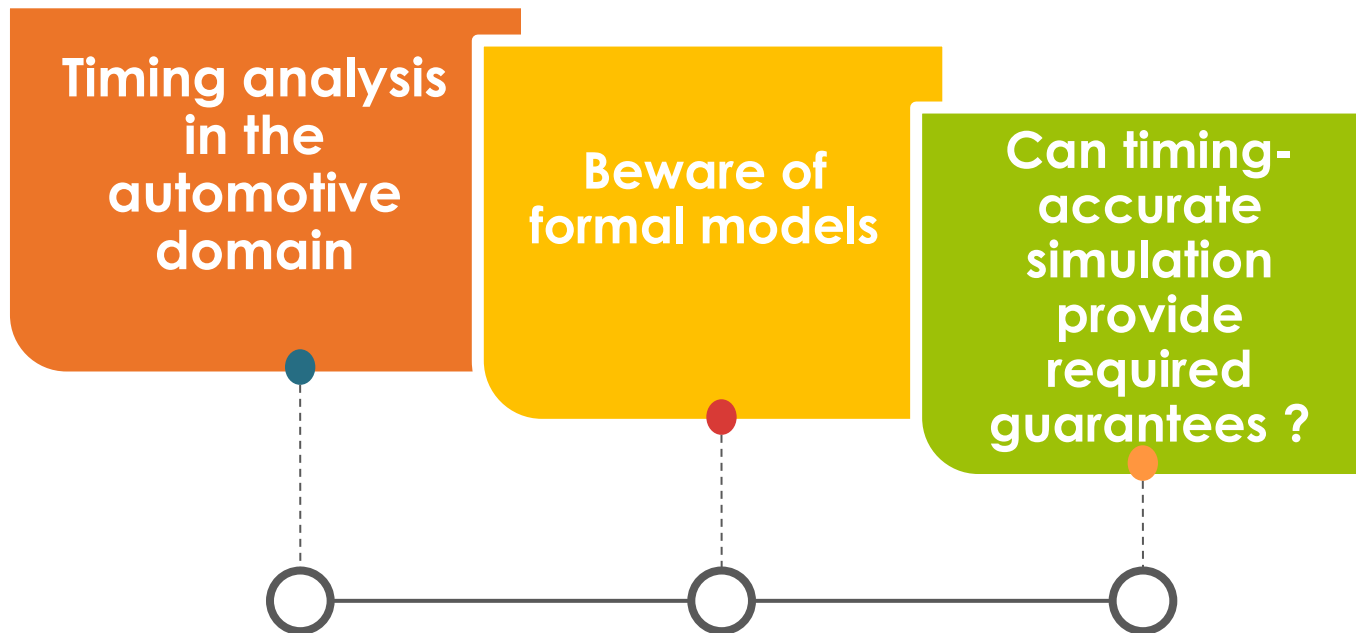 Timing analysis
in the
automotive
domain
Beware of
formal models
Can timing-
accurate
simulation
provide
required
guarantees ?